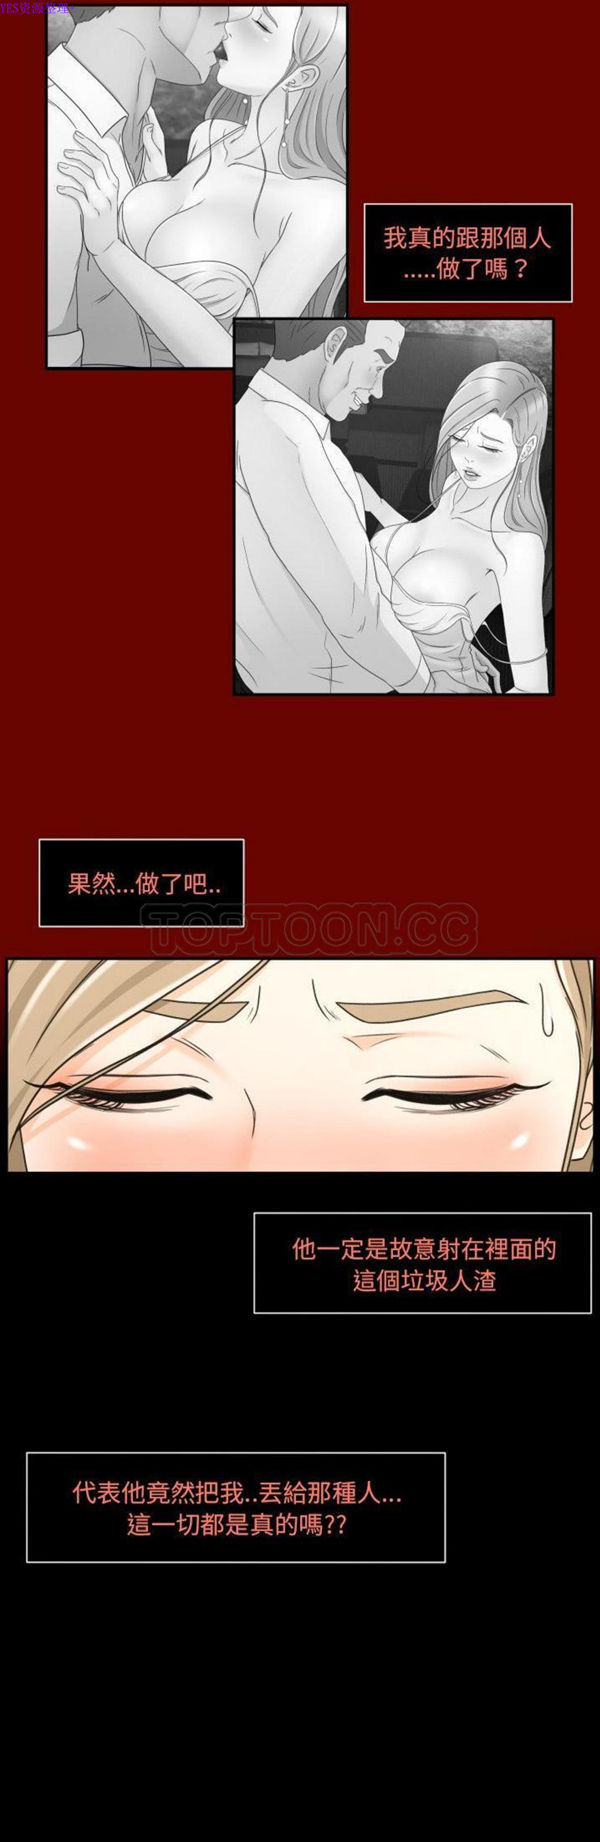 YES资源整理·
我真的跟那個人
.....做了嗎？
果然...做了吧..
TOPTOON.CC
他一定是故意射在裡面的
這個垃圾人渣
代表他竟然把我..丟給那種人...
這一切都是真的嗎??